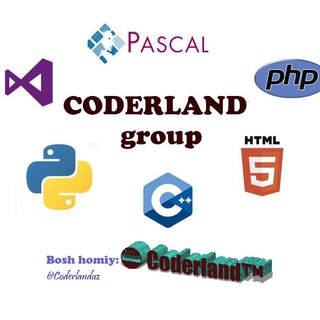 PASCAL
php
CODERLAND
group
HTML
5
C++
Bosh homiy:
Coderland™
@Coderlanduz